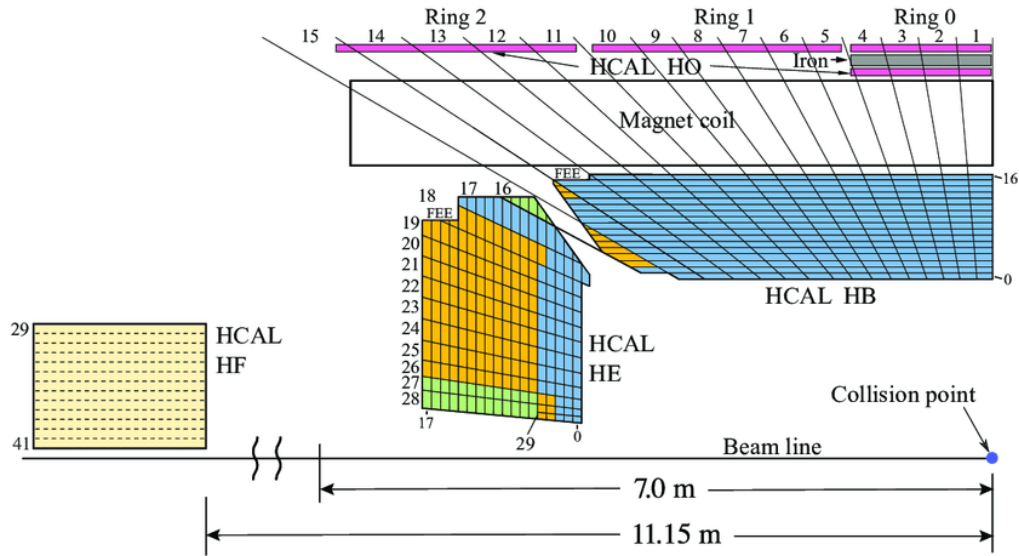 Ring 2 Ring 1 Ring 0
15 14 13 12 11 10 9 8 7 6 5 4 3 2 1
HCAL HO
Iron
Magnet coil
FEE
16
0
HCAL HB
18 17 16
FEE
19
20
21
22
23
24
25
26
27
28
17
29
0
HCAL
HE
29
HCAL
HF
41
Collision point
Beam line
7.0 m
11.15 m